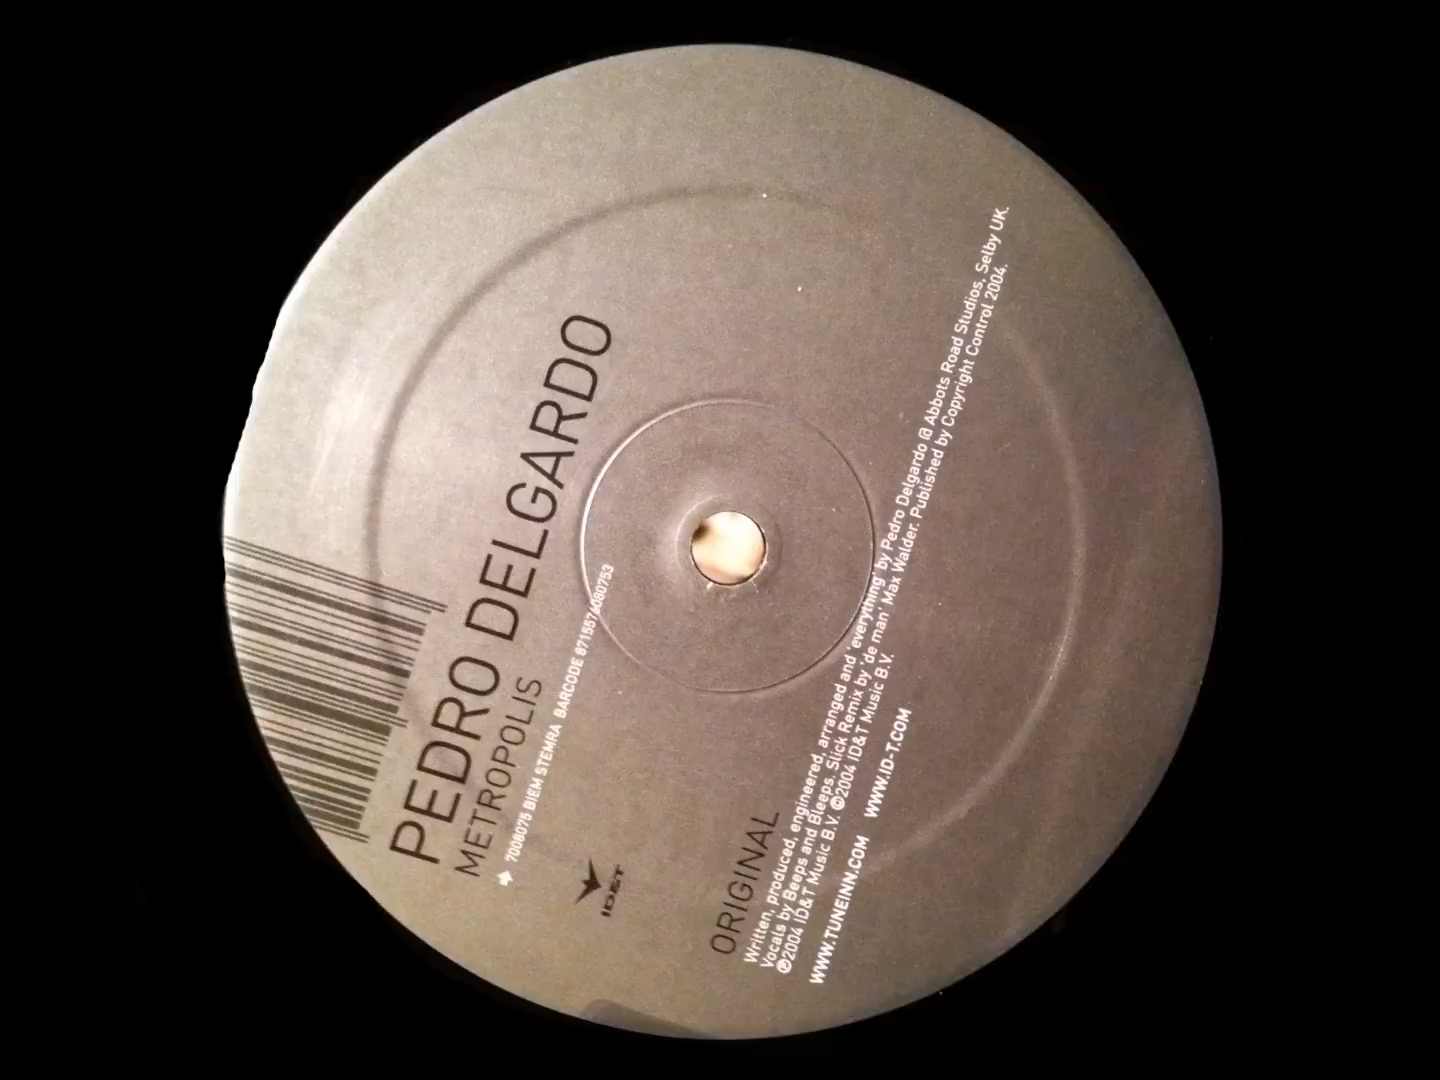 PEDRO DELGARDO
METROPOLIS
7008075 BIEM STEMRA BARCODE 8715576080753
ID&T
ORIGINAL
Written, produced, engineered, arranged and 'everything' by Pedro Delgardo @ Abbots Road Studios, Selby UK.
Vocals by Beeps and Bleeps. Slick Remix by 'de man' Max Walder. Published by Copyright Control 2004.
℗2004 ID&T Music B.V. ©2004 ID&T Music B.V.
WWW.TUNEINN.COM WWW.ID-T.COM